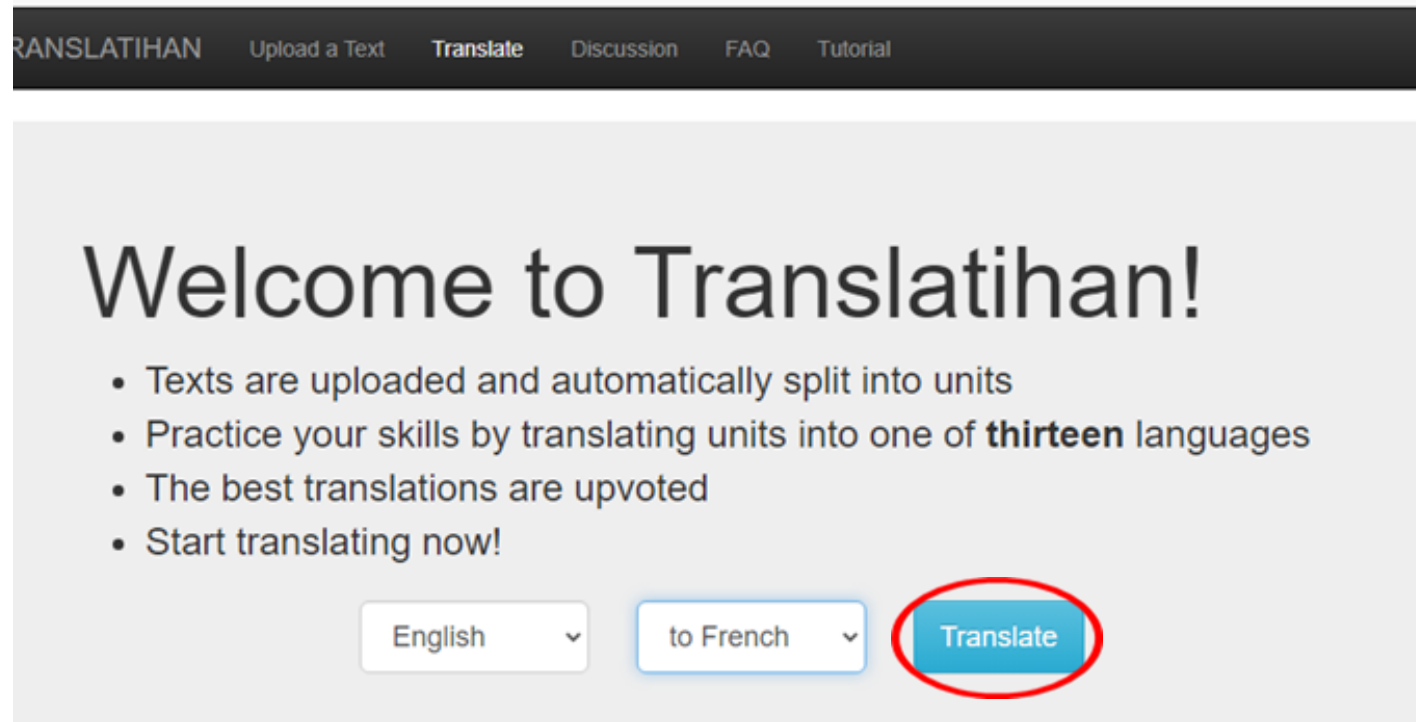 RANSLATIHAN Upload a Text Translate Discussion FAQ Tutorial
Welcome to Translatihan!
• Texts are uploaded and automatically split into units
• Practice your skills by translating units into one of thirteen languages
• The best translations are upvoted
• Start translating now!
English to French Translate